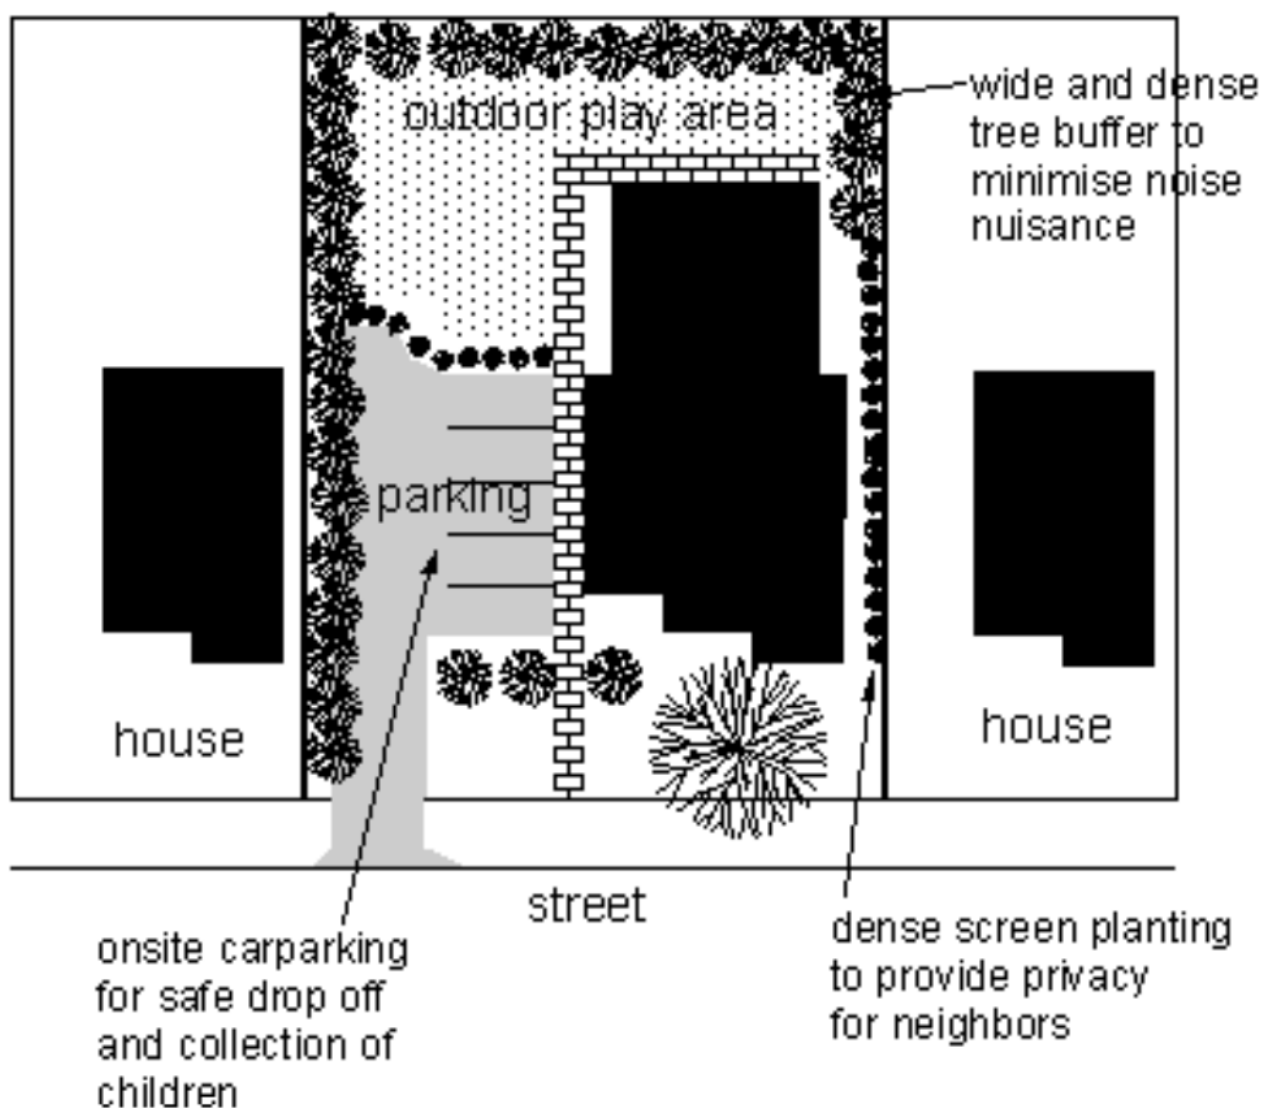 outdoor play area
wide and dense
tree buffer to
minimise noise
nuisance
parking
house
house
street
onsite carparking
for safe drop off
and collection of
children
dense screen planting
to provide privacy
for neighbors